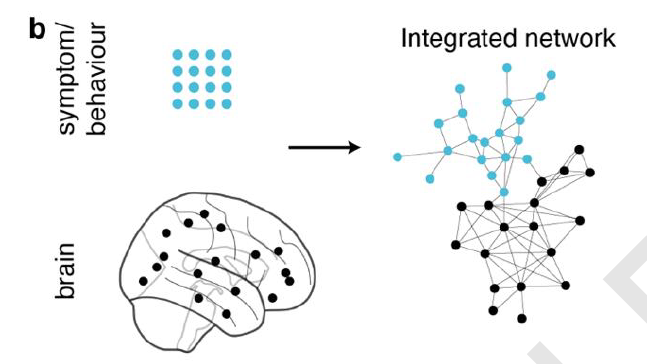 b
symptom/
behaviour
Integrated network
brain